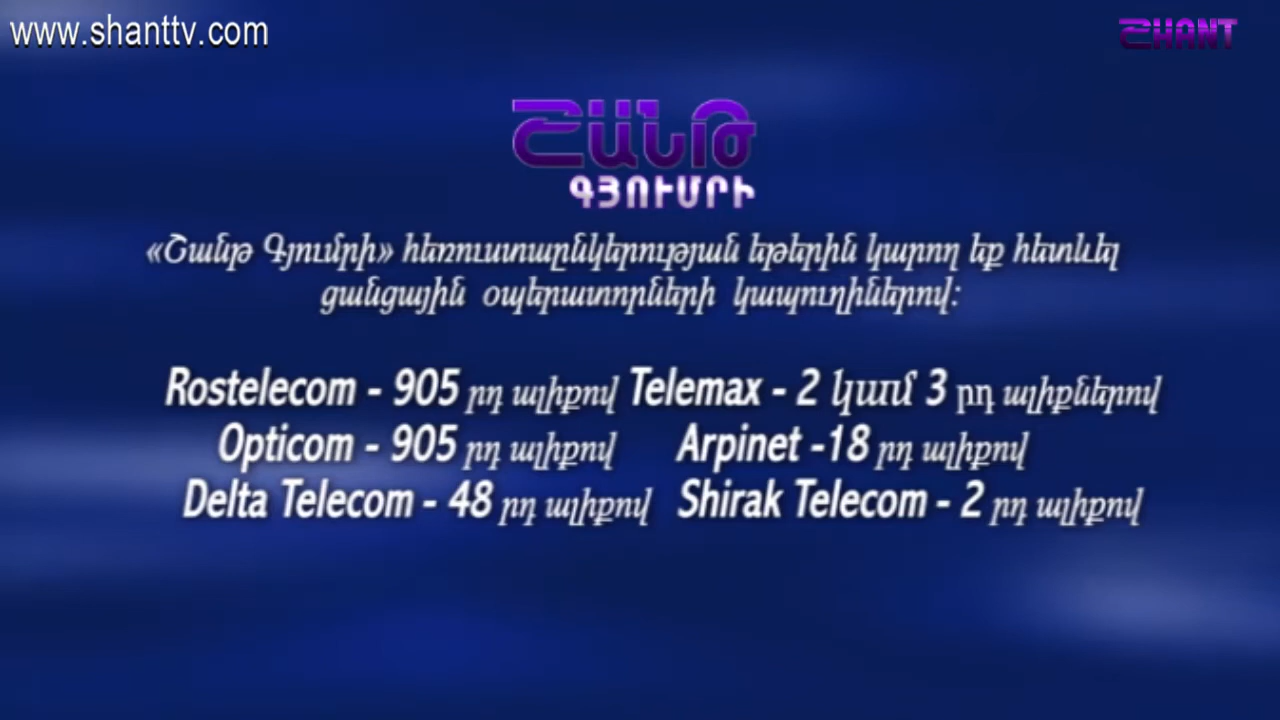 www.shanttv.com
SHANT
ՇԱՆԹ
ԳՅՈՒՄՐԻ
«Շանթ Գյումրի» հեռուստաընկերության եթերին կարող եք հետևել
ցանցային օպերատորների կապուղիներով:
Rostelecom - 905 րդ ալիքով Telemax - 2 կամ 3 րդ ալիքներով
Opticom - 905 րդ ալիքով Arpinet -18 րդ ալիքով
Delta Telecom - 48 րդ ալիքով Shirak Telecom - 2 րդ ալիքով